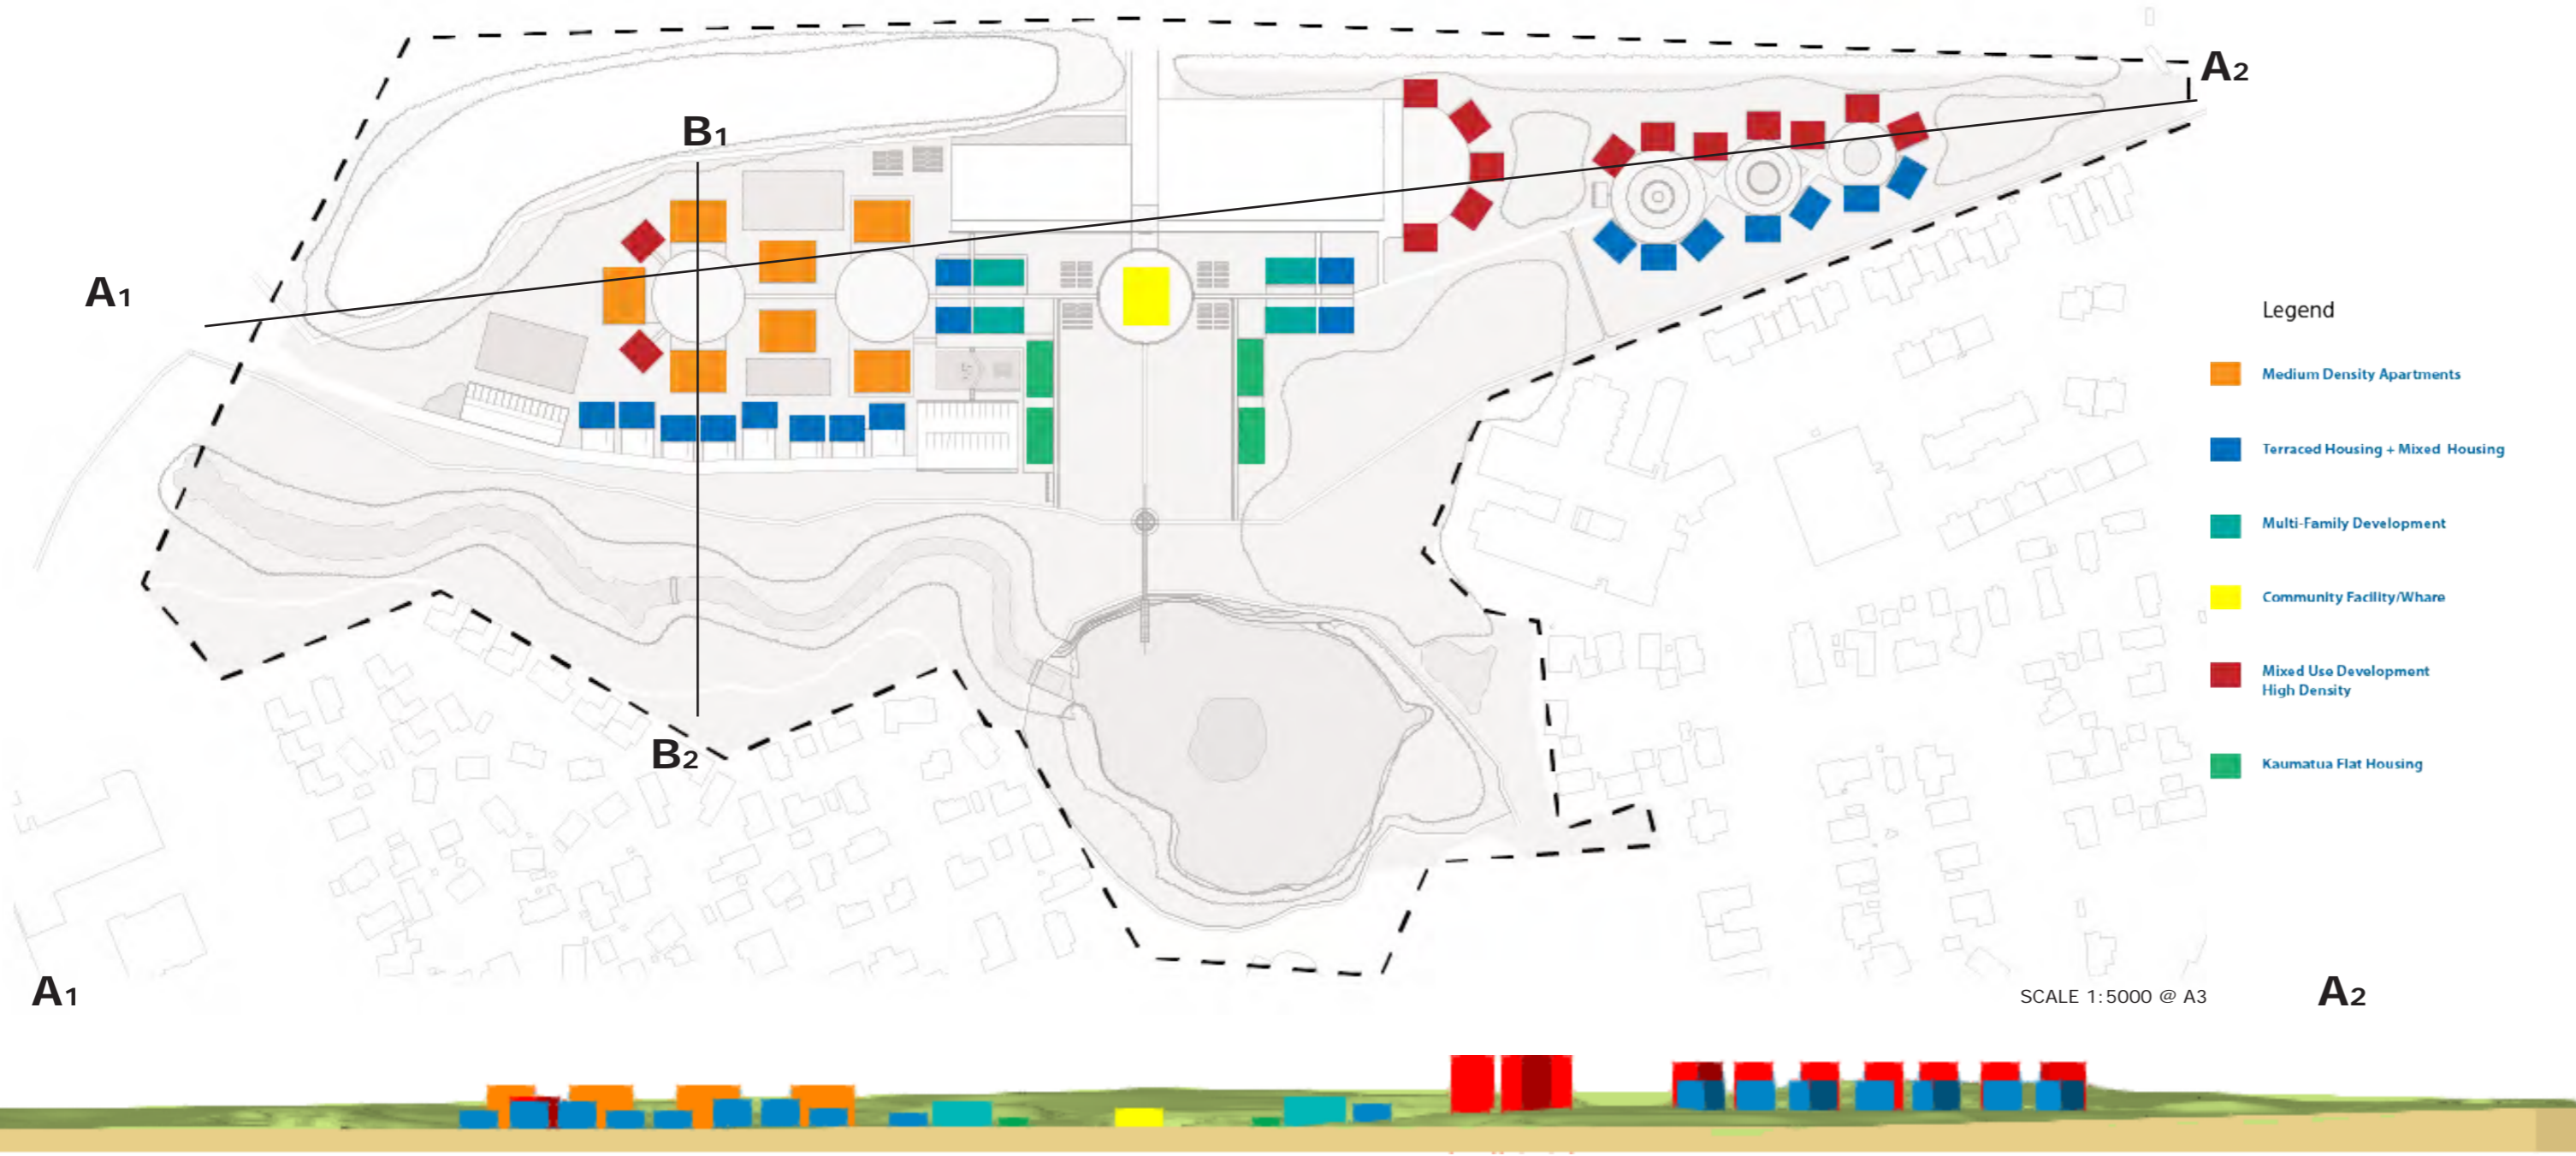 A2
B1
A1
Legend
Medium Density Apartments
Terraced Housing + Mixed Housing
Multi-Family Development
Community Facility/Whare
Mixed Use Development
High Density
Kaumatua Flat Housing
B2
A1
SCALE 1:5000 @ A3
A2